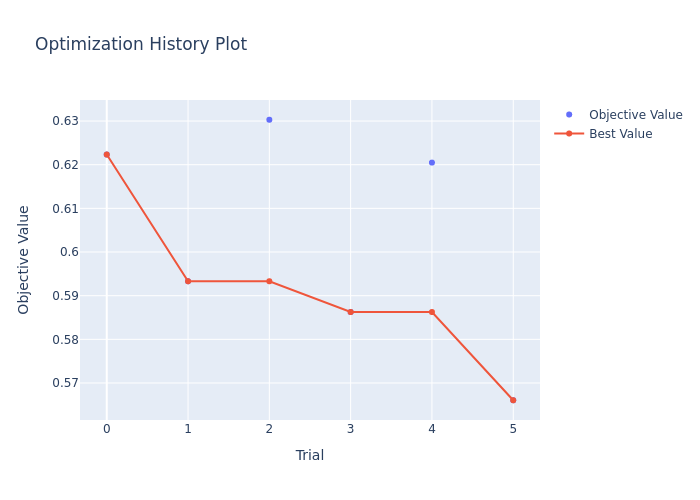 Optimization History Plot
Objective Value
Best Value
0.63
0.62
0.61
0.6
0.59
0.58
0.57
Objective Value
0 1 2 3 4 5
Trial